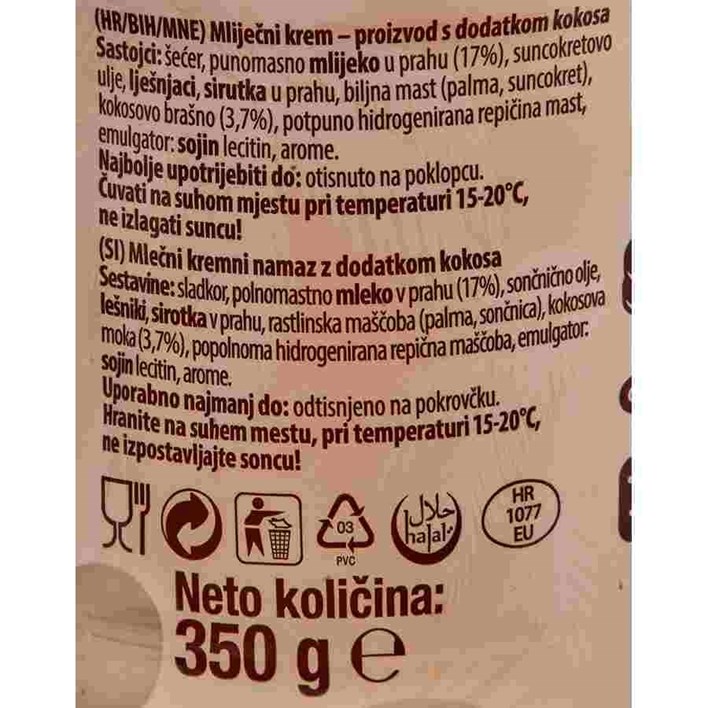 (HR/BIH/MNE) Mliječni krem – proizvod s dodatkom kokosa
Sastojci: šećer, punomasno mlijeko u prahu (17%), suncokretovo
ulje, lješnjaci, sirutka u prahu, biljna mast (palma, suncokret),
kokosovo brašno (3,7%), potpuno hidrogenirana repičina mast,
emulgator: sojin lecitin, arome.
Najbolje upotrijebiti do: otisnuto na poklopcu.
Čuvati na suhom mjestu pri temperaturi 15-20°C,
ne izlagati suncu!
(SI) Mlečni kremni namaz z dodatkom kokosa
Sestavine: sladkor, polnomastno mleko v prahu (17%), sončnično olje,
lešniki, sirotka v prahu, rastlinska maščoba (palma, sončnica), kokosova
moka (3,7%), popolnoma hidrogenirana repična maščoba, emulgator:
sojin lecitin, arome.
Uporabno najmanj do: odtisnjeno na pokrovčku.
Hranite na suhem mestu, pri temperaturi 15-20°C,
ne izpostavljajte soncu!
03
PVC
حلال
halal
HR
1077
EU
Neto količina:
350 g ℮